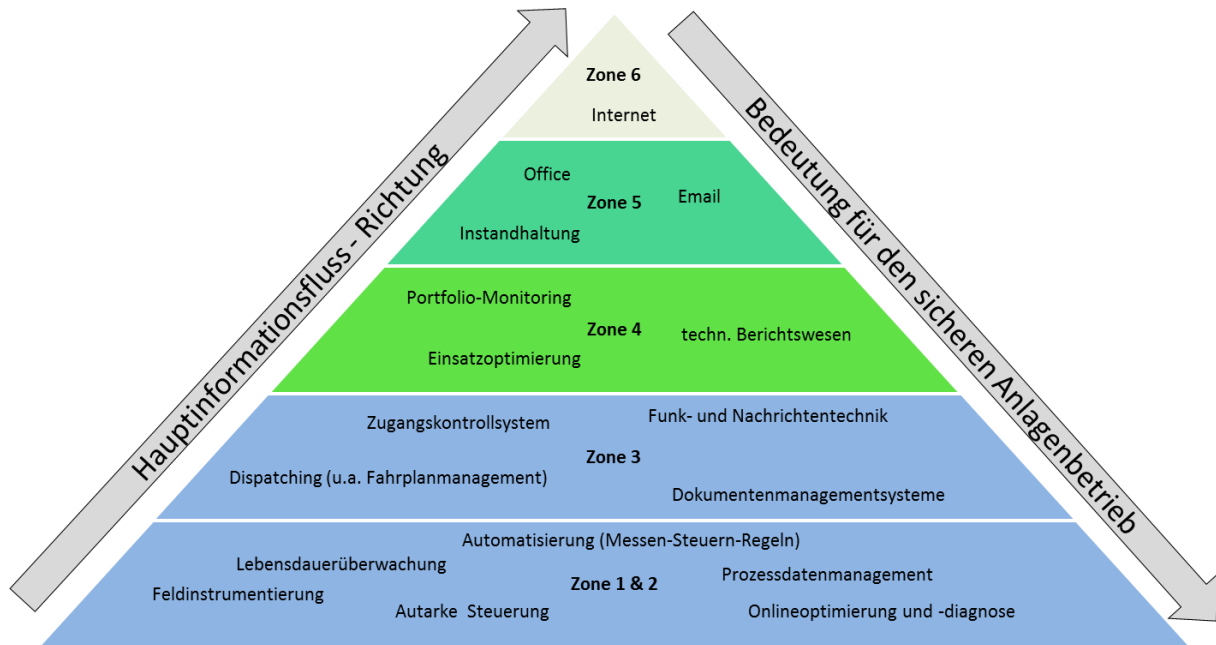 Hauptinformationsfluss - Richtung
Bedeutung für den sicheren Anlagenbetrieb
Zone 6
Internet
Office
Zone 5
Email
Instandhaltung
Portfolio-Monitoring
Zone 4
techn. Berichtswesen
Einsatzoptimierung
Zugangskontrollsystem
Funk- und Nachrichtentechnik
Zone 3
Dispatching (u.a. Fahrplanmanagement)
Dokumentenmanagementsysteme
Automatisierung (Messen-Steuern-Regeln)
Lebensdauerüberwachung
Zone 1 & 2
Prozessdatenmanagement
Feldinstrumentierung
Autarke Steuerung
Onlineoptimierung und -diagnose